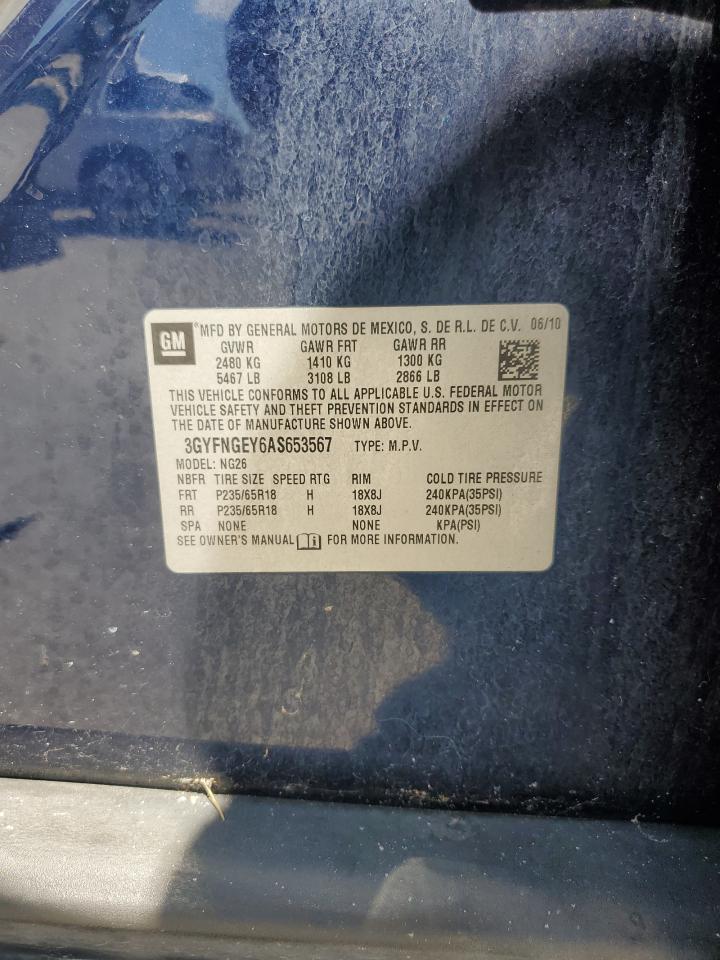 GM
®MFD BY GENERAL MOTORS DE MEXICO, S. DE R.L. DE C.V. 06/10
GVWR GAWR FRT GAWR RR
2480 KG 1410 KG 1300 KG
5467 LB 3108 LB 2866 LB
THIS VEHICLE CONFORMS TO ALL APPLICABLE U.S. FEDERAL MOTOR
VEHICLE SAFETY AND THEFT PREVENTION STANDARDS IN EFFECT ON
THE DATE OF MANUFACTURE SHOWN ABOVE.
3GYFNGEY6AS653567 TYPE: M.P.V.
MODEL: NG26
NBFR TIRE SIZE SPEED RTG RIM COLD TIRE PRESSURE
FRT P235/65R18 H 18X8J 240KPA(35PSI)
RR P235/65R18 H 18X8J 240KPA(35PSI)
SPA NONE NONE KPA(PSI)
SEE OWNER'S MANUAL FOR MORE INFORMATION.